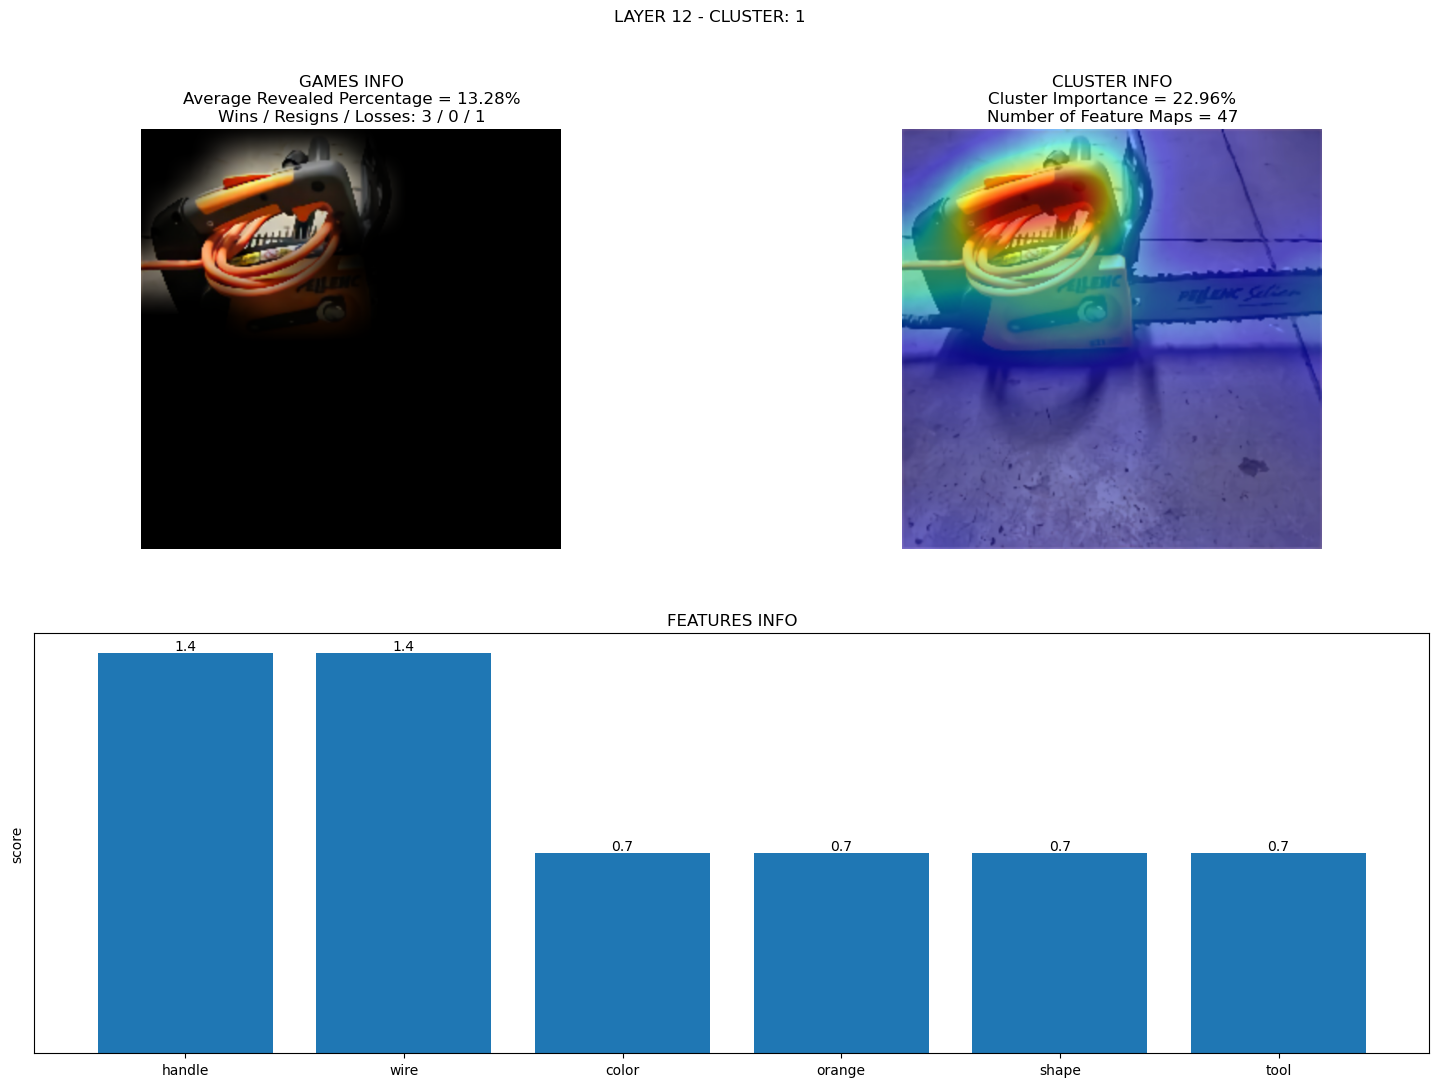 LAYER 12 - CLUSTER: 1
GAMES INFO
Average Revealed Percentage = 13.28%
Wins / Resigns / Losses: 3 / 0 / 1
CLUSTER INFO
Cluster Importance = 22.96%
Number of Feature Maps = 47
PELLENC
PELLENC
PELLENC Selion
FEATURES INFO
1.4
1.4
0.7
0.7
0.7
0.7
score
handle
wire
color
orange
shape
tool